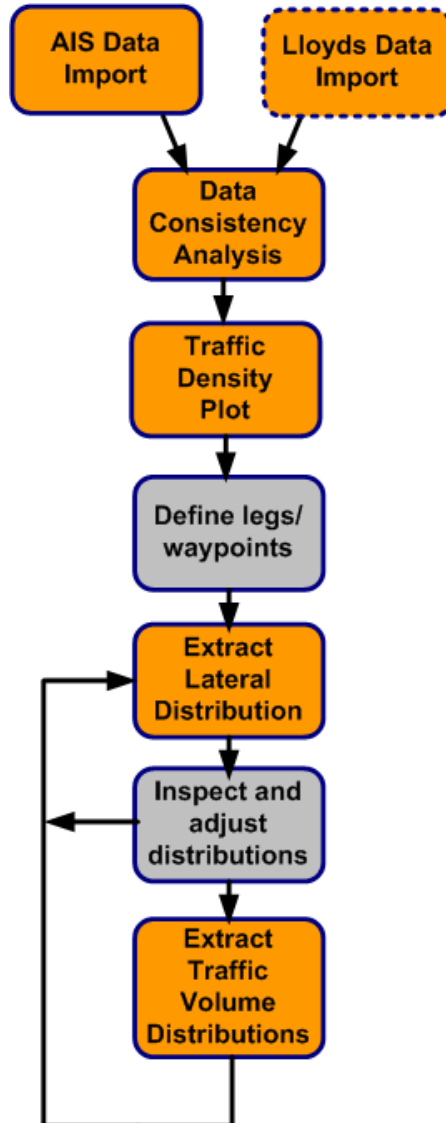 AIS Data
Import
Lloyds Data
Import
Data
Consistency
Analysis
Traffic
Density
Plot
Define legs/
waypoints
Extract
Lateral
Distribution
Inspect and
adjust
distributions
Extract
Traffic
Volume
Distributions